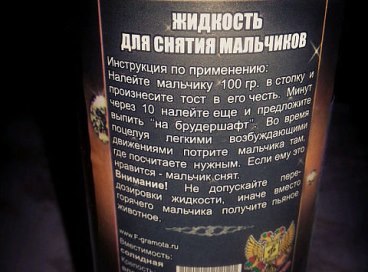 ЖИДКОСТЬ
ДЛЯ СНЯТИЯ МАЛЬЧИКОВ
Инструкция по применению:
Налейте мальчику 100 гр. в стопку и
произнесите тост в его честь. Минут
через 10 налейте еще и предложите
выпить "на брудершафт". Во время
поцелуя легкими возбуждающими
движениями потрите мальчика там,
где посчитаете нужным. Если ему это
нравится - мальчик снят.
Внимание! Не допускайте пере-
дозировки жидкости, иначе вместо
горячего мальчика получите пьяное
животное.
www.F-gramota.ru
Вместимость:
солидная